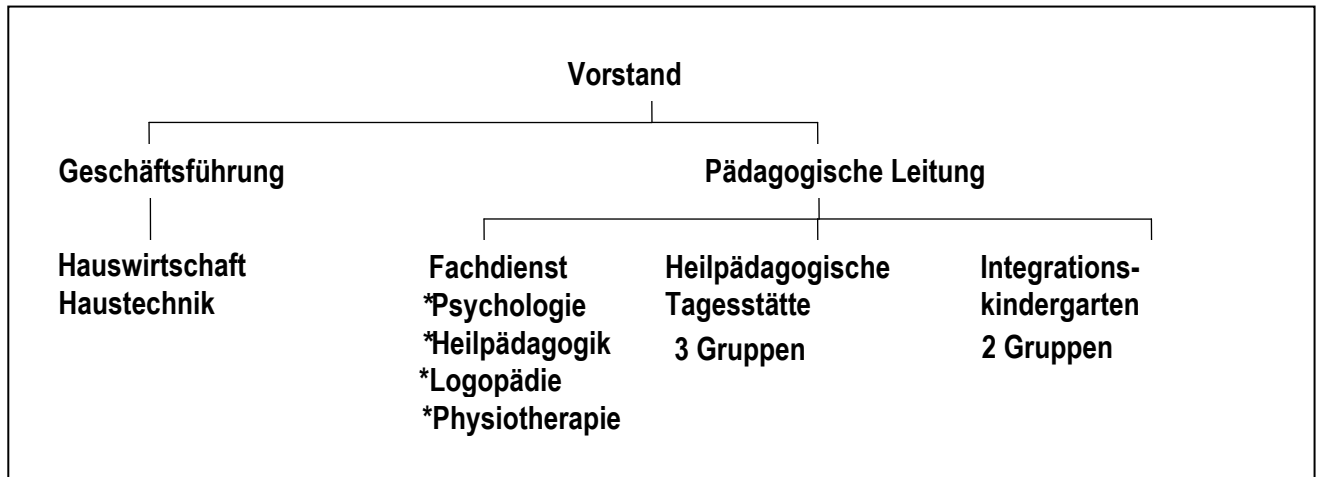 Vorstand
Geschäftsführung
Pädagogische Leitung
Hauswirtschaft
Haustechnik
Fachdienst
*Psychologie
*Heilpädagogik
*Logopädie
*Physiotherapie
Heilpädagogische
Tagesstätte
3 Gruppen
Integrations-
kindergarten
2 Gruppen